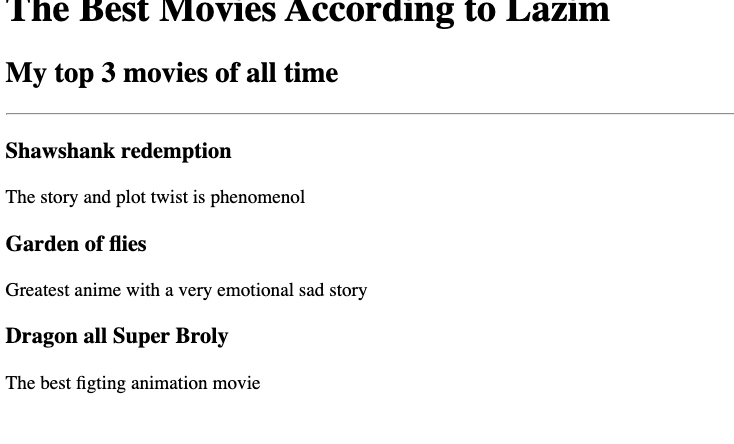 The Best Movies According to Lazim
My top 3 movies of all time
Shawshank redemption
The story and plot twist is phenomenol
Garden of flies
Greatest anime with a very emotional sad story
Dragon all Super Broly
The best figting animation movie